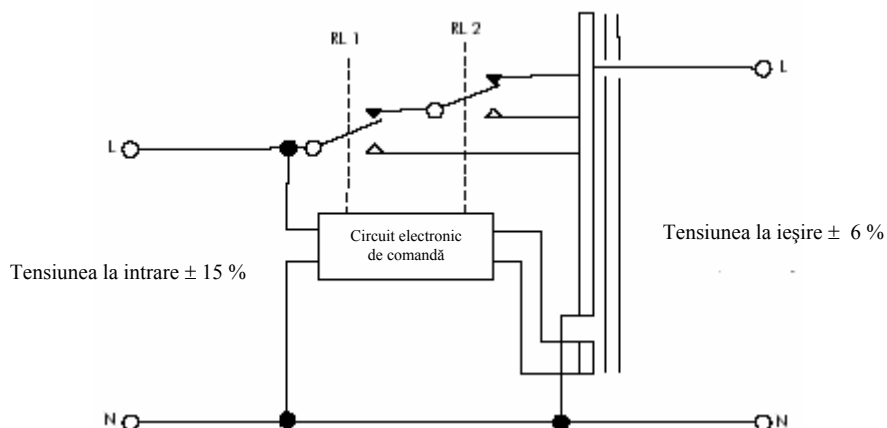 RL 1
RL 2
L
L
Circuit electronic
de comandă
Tensiunea la ieşire ± 6 %
Tensiunea la intrare ± 15 %
N
N